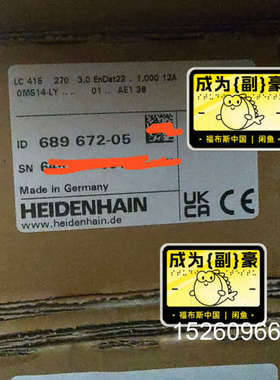 LC 415 270 3,0 EnDat22 .. 1,000 12A
0MS14-LY .. .. 01 .. AE1 38
成为{副}豪
福布斯中国 | 闲鱼
ID 689 672-05
SN
Made in Germany
HEIDENHAIN
www.heidenhain.de
UK
CA
CE
成为{副}豪
福布斯中国 | 闲鱼
15260966